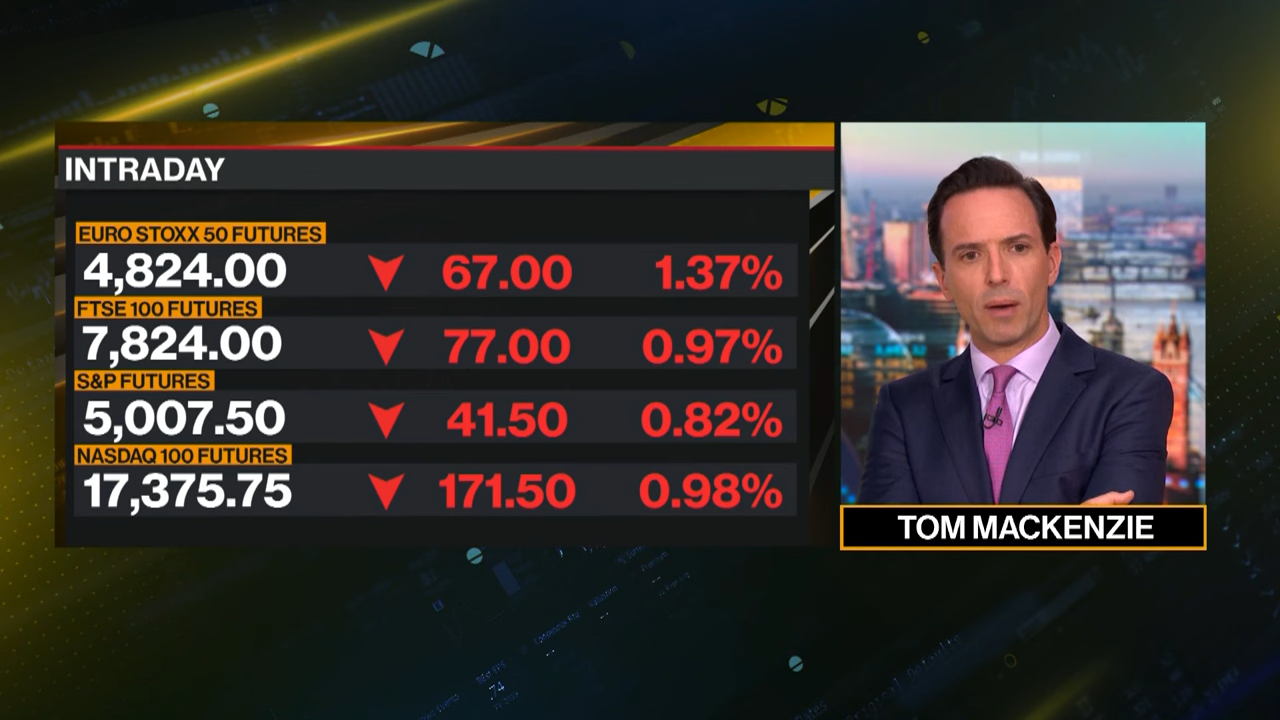 INTRADAY
EURO STOXX 50 FUTURES
4,824.00 67.00 1.37%
FTSE 100 FUTURES
7,824.00 77.00 0.97%
S&P FUTURES
5,007.50 41.50 0.82%
NASDAQ 100 FUTURES
17,375.75 171.50 0.98%
TOM MACKENZIE